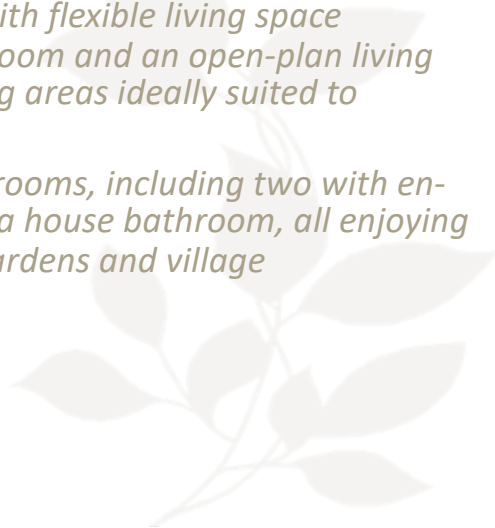 ith flexible living space
oom and an open-plan living
g areas ideally suited to
rooms, including two with en-
a house bathroom, all enjoying
ardens and village